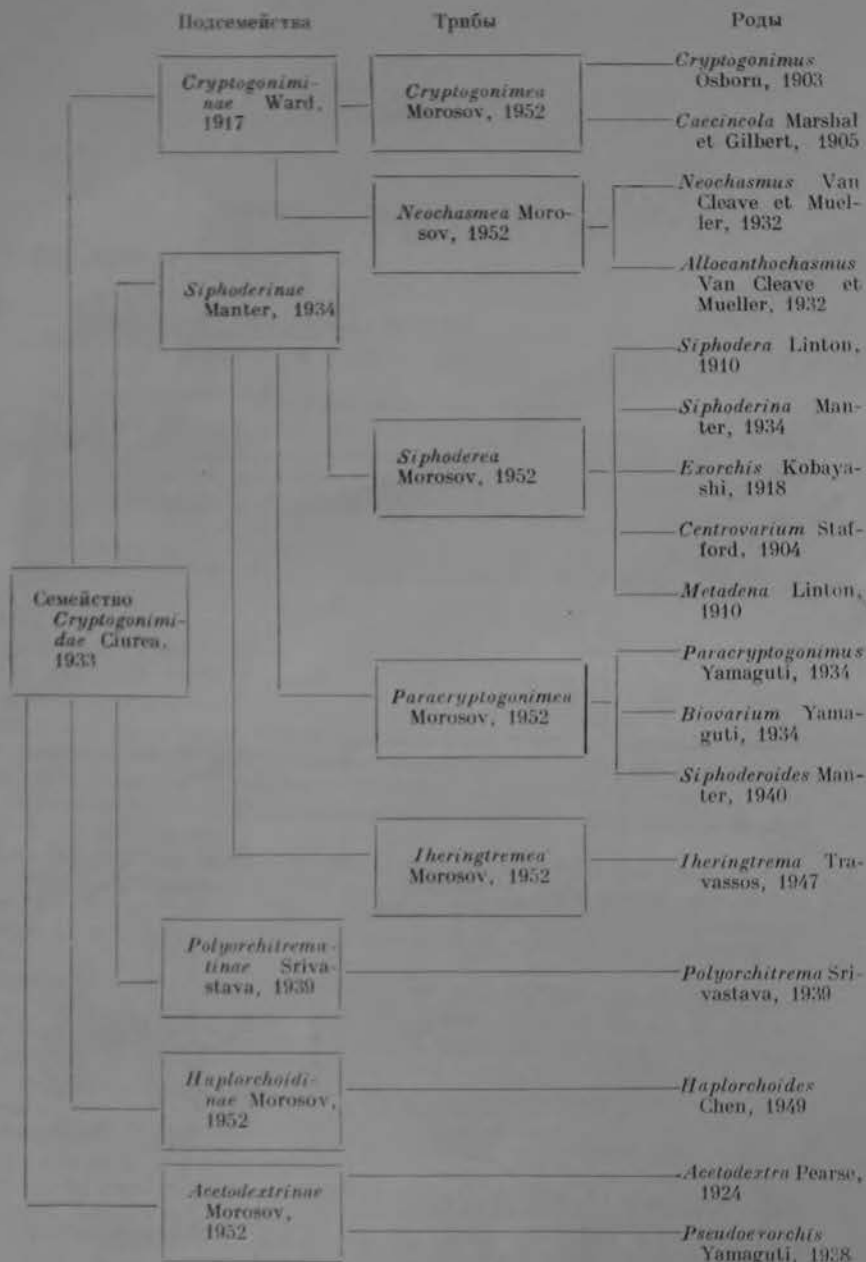 Подсемейства
Трибы
Роды
Cryptogonimi-
nae Ward,
1917
Cryptogonimea
Morosov, 1952
Cryptogonimus
Osborn, 1903
Caecincola Marshal
et Gilbert, 1905
Neochasmea Moro-
sov, 1952
Neochasmus Van
Cleave et Muel-
ler, 1932
Allocanthochasmus
Van Cleave et
Mueller, 1932
Siphoderinae
Manter, 1934
Siphoderea
Morosov, 1952
Siphodera Linton,
1910
Siphoderina Man-
ter, 1934
Exorchis Kobaya-
shi, 1918
Centrovarium Staf-
ford, 1904
Metadena Linton,
1910
Семейство
Cryptogonimi-
dae Ciurea,
1933
Paracryptogonimea
Morosov, 1952
Paracryptogonimus
Yamaguti, 1934
Biovarium Yama-
guti, 1934
Siphoderoides Man-
ter, 1940
Iheringtremea
Morosov, 1952
Iheringtrema Tra-
vassos, 1947
Polyorchitrema-
tinae Sriva-
stava, 1939
Polyorchitrema Sri-
vastava, 1939
Haplorchoidi-
nae Morosov,
1952
Haplorchoides
Chen, 1949
Acetodextrinae
Morosov,
1952
Acetodextra Pearse,
1924
Pseudoexorchis
Yamaguti, 1938